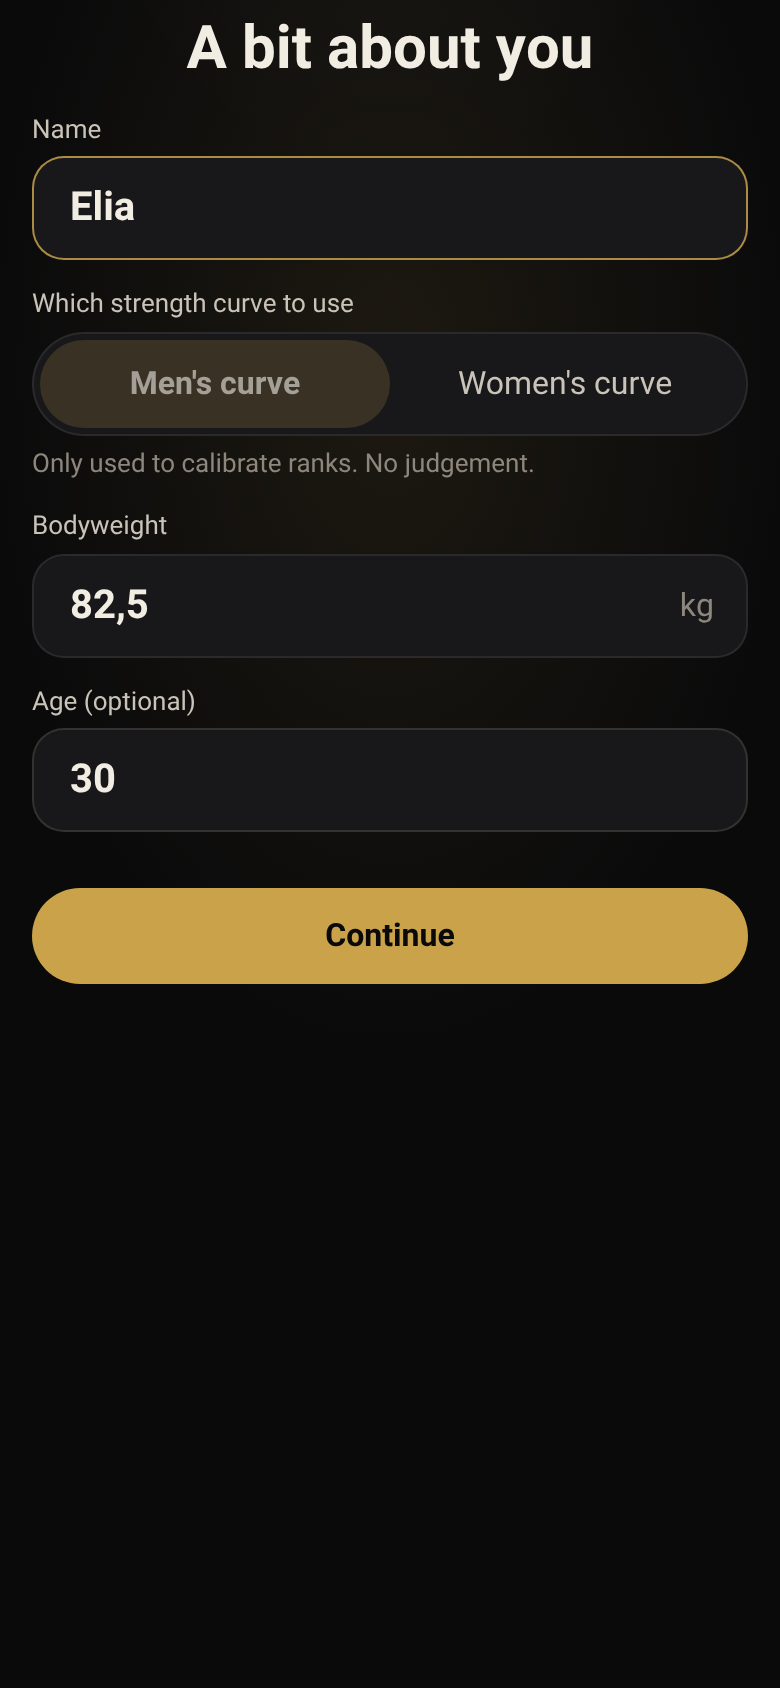 A bit about you
Name
Elia
Which strength curve to use
Men's curve
Women's curve
Only used to calibrate ranks. No judgement.
Bodyweight
82,5
kg
Age (optional)
30
Continue